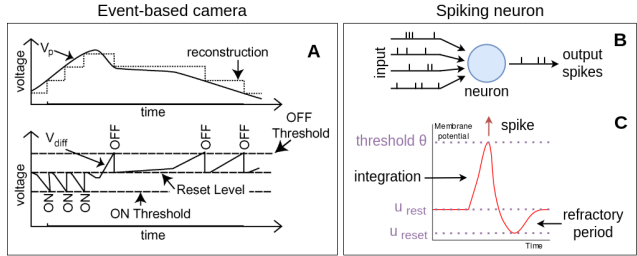 Event-based camera
Spiking neuron
A
voltage
Vp
reconstruction
time
OFF
OFF
OFF
OFF
Threshold
voltage
Vdiff
Reset Level
ON
ON
ON
ON Threshold
time
B
input
neuron
output
spikes
C
Membrane
potential
spike
threshold θ
integration
u rest
u reset
refractory
period
Time